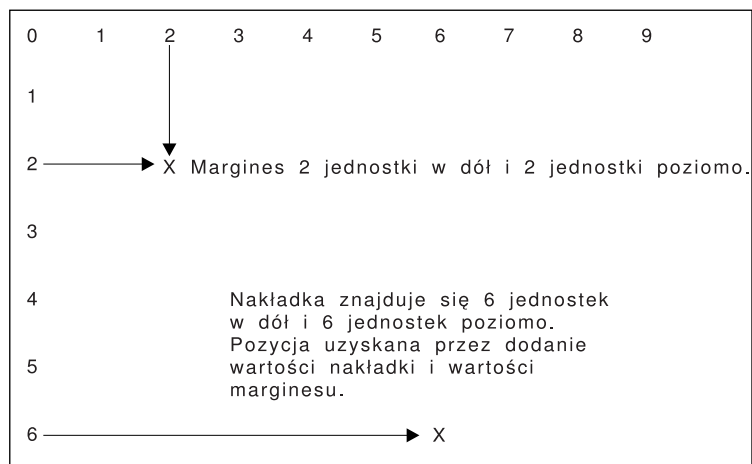 0 1 2 3 4 5 6 7 8 9
1
2 X Margines 2 jednostki w dół i 2 jednostki poziomo.
3
4 Nakładka znajduje się 6 jednostek
w dół i 6 jednostek poziomo.
Pozycja uzyskana przez dodanie
5 wartości nakładki i wartości
marginesu.
6 X